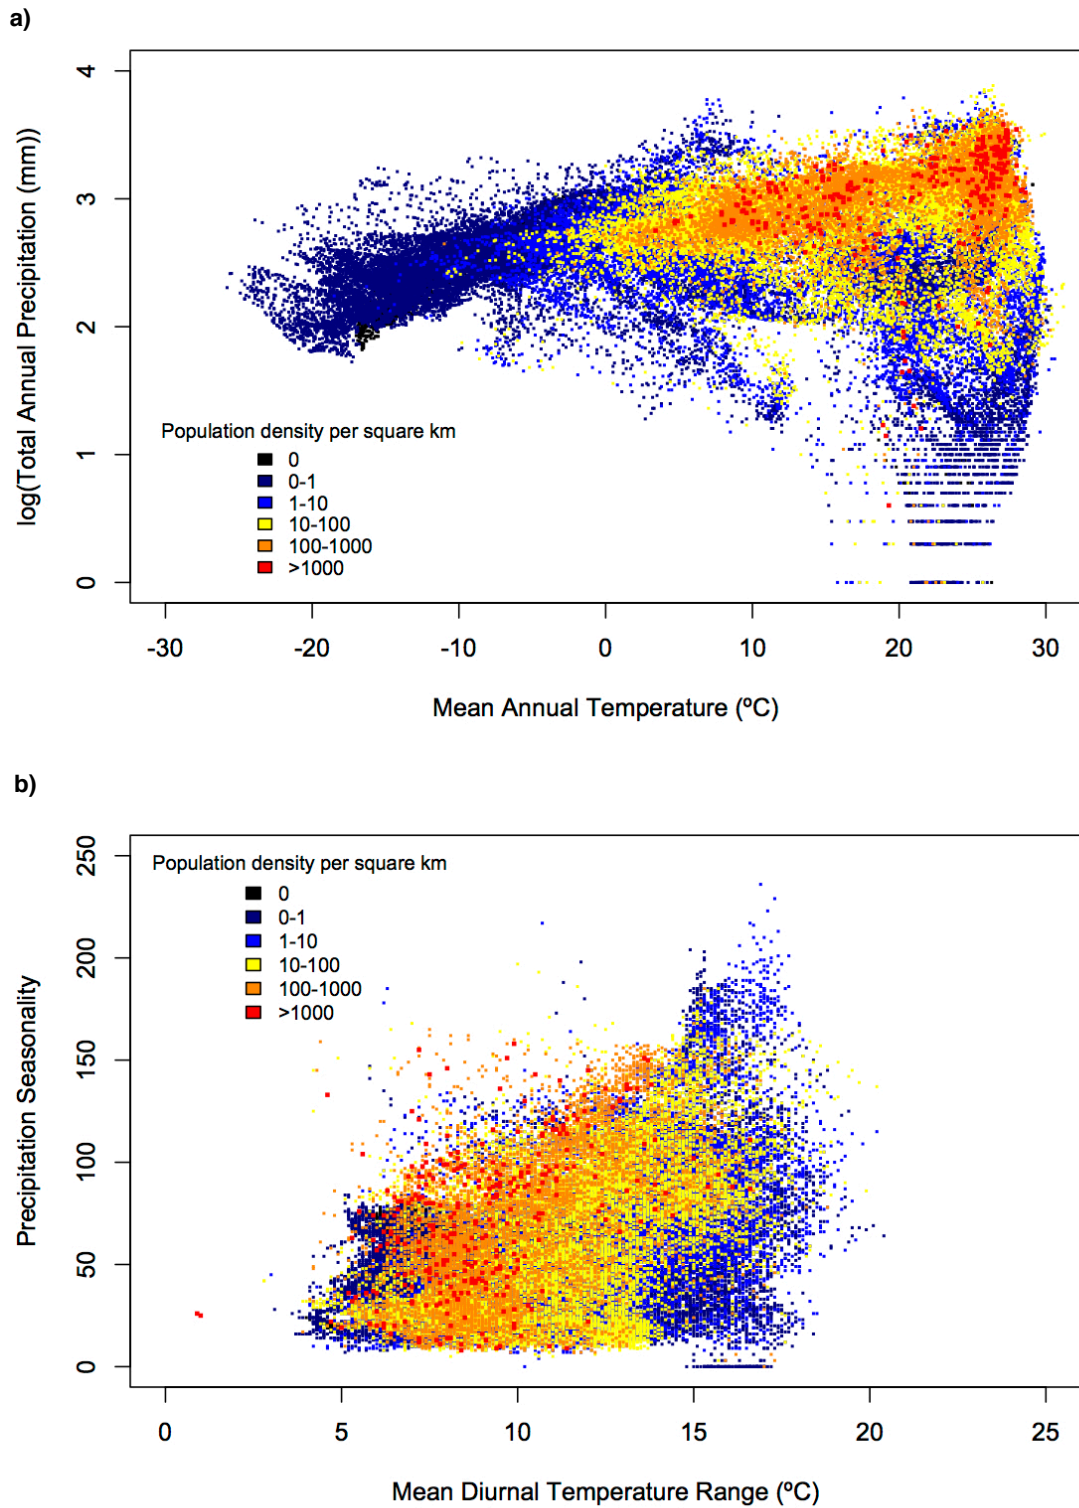 a)
log(Total Annual Precipitation (mm))
4
3
2
1
0
Population density per square km
0
0-1
1-10
10-100
100-1000
>1000
-30 -20 -10 0 10 20 30
Mean Annual Temperature (ºC)
b)
Precipitation Seasonality
250
200
150
100
50
0
Population density per square km
0
0-1
1-10
10-100
100-1000
>1000
0 5 10 15 20 25
Mean Diurnal Temperature Range (ºC)